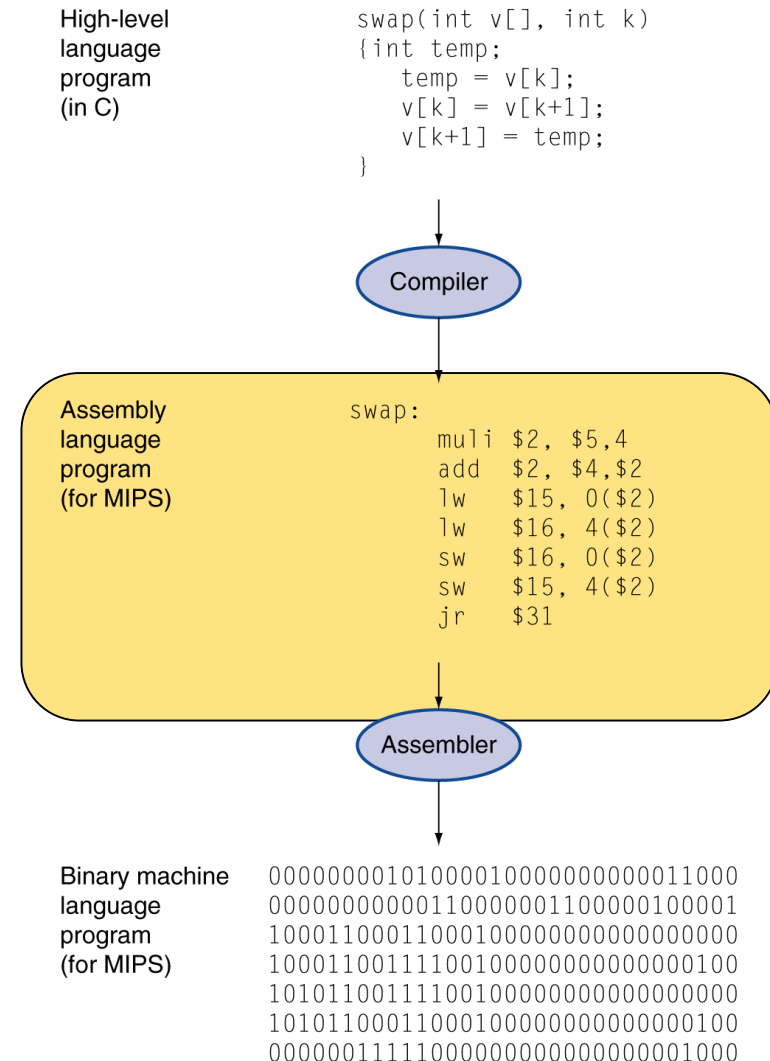 High-level
language
program
(in C)
swap(int v[], int k)
{int temp;
temp = v[k];
v[k] = v[k+1];
v[k+1] = temp;
}
Compiler
Assembly
language
program
(for MIPS)
swap:
muli $2, $5,4
add $2, $4,$2
lw $15, 0($2)
lw $16, 4($2)
sw $16, 0($2)
sw $15, 4($2)
jr $31
Assembler
Binary machine
language
program
(for MIPS)
00000000101000010000000000011000
00000000000110000001100000100001
10001100011000100000000000000000
10001100111100100000000000000100
10101100111100100000000000000000
10101100011000100000000000000100
00000011111000000000000000001000